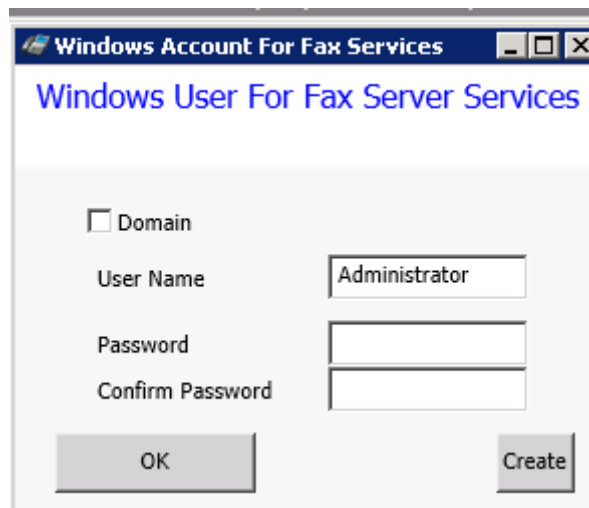 Windows Account For Fax Services
Windows User For Fax Server Services
Domain
User Name Administrator
Password
Confirm Password
OK Create